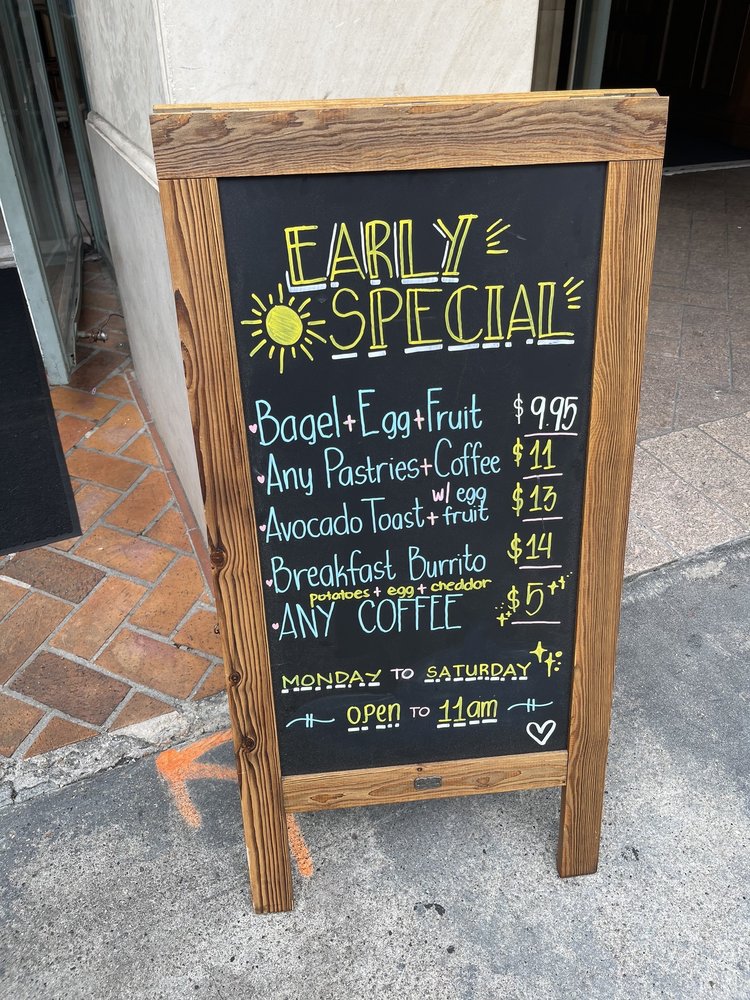 EARLY
SPECIAL
Bagel + Egg + Fruit $9.95
Any Pastries + Coffee $11
Avocado Toast + w/ egg fruit $13
Breakfast Burrito $14
potatoes + egg + cheddor
ANY COFFEE $5
MONDAY TO SATURDAY
OPEN TO 11am